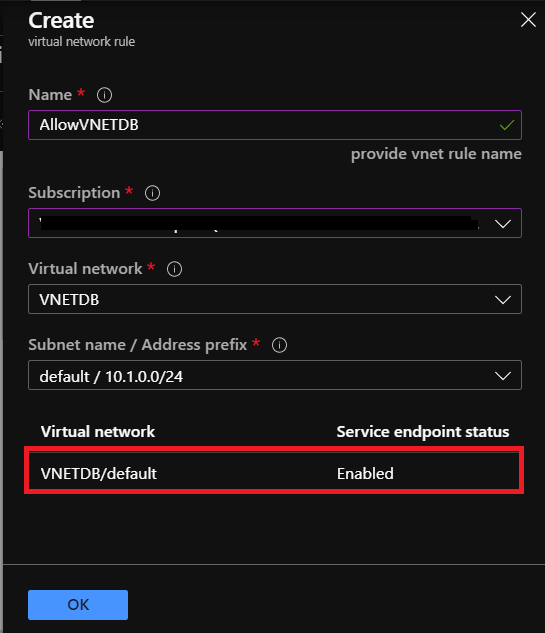 Create
virtual network rule
Name *
AllowVNETDB
provide vnet rule name
Subscription *
Virtual network *
VNETDB
Subnet name / Address prefix *
default / 10.1.0.0/24
Virtual network Service endpoint status
VNETDB/default Enabled
OK